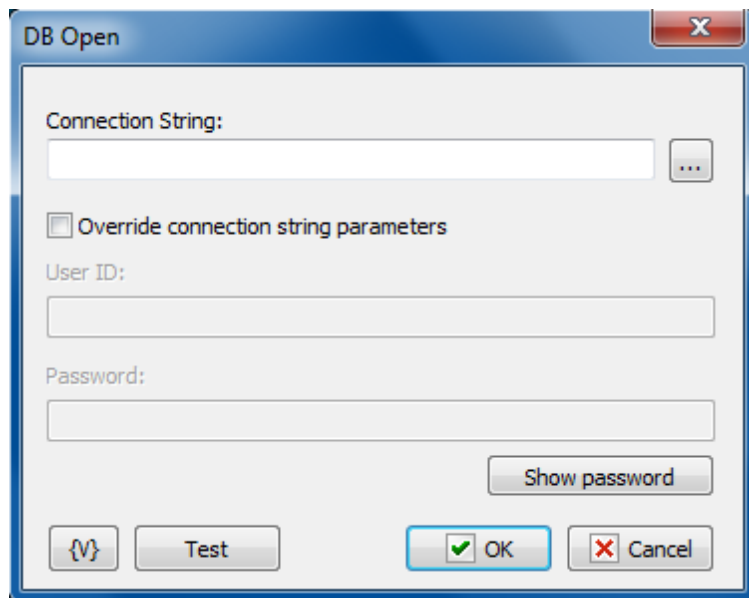 DB Open
Connection String:
...
Override connection string parameters
User ID:
Password:
Show password
{V} Test OK Cancel